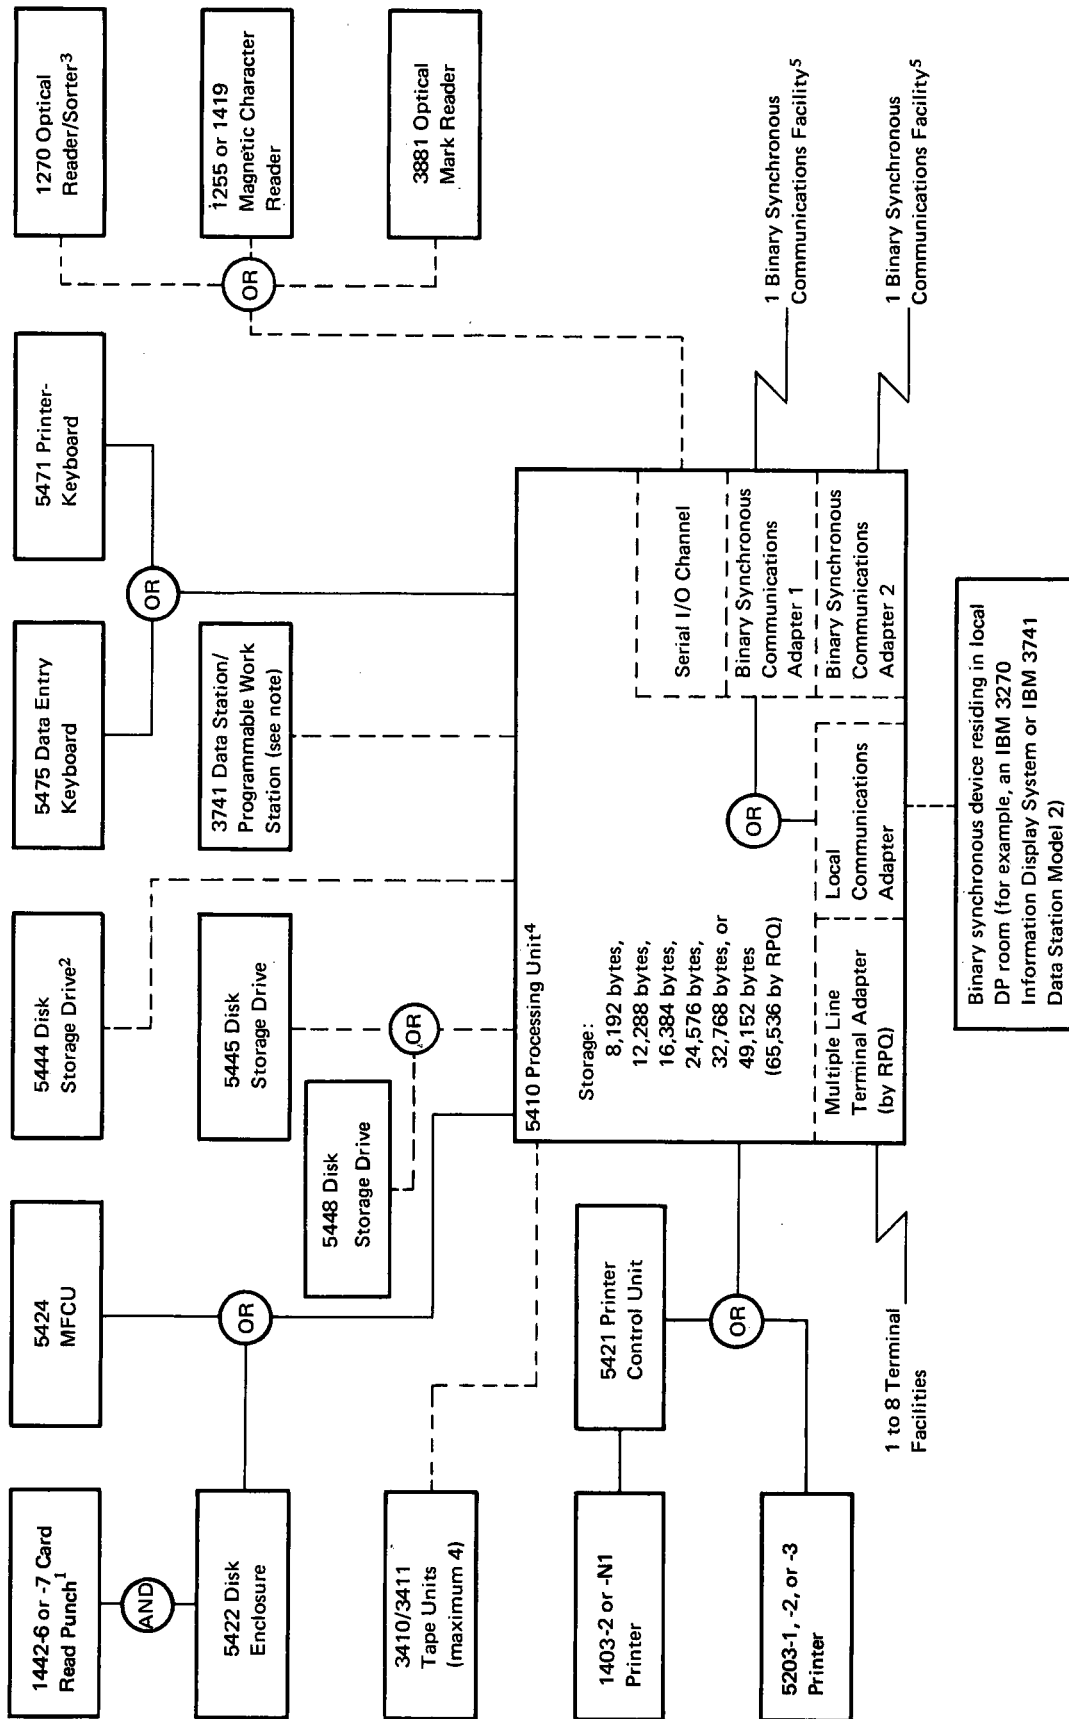 1442-6 or -7 Card
Read Punch1
AND
5422 Disk
Enclosure
5424
MFCU
OR
5444 Disk
Storage Drive2
5445 Disk
Storage Drive
5448 Disk
Storage Drive
OR
5475 Data Entry
Keyboard
5471 Printer-
Keyboard
OR
3741 Data Station/
Programmable Work
Station (see note)
1270 Optical
Reader/Sorter3
1255 or 1419
Magnetic Character
Reader
3881 Optical
Mark Reader
OR
3410/3411
Tape Units
(maximum 4)
1403-2 or -N1
Printer
5421 Printer
Control Unit
OR
5203-1, -2, or -3
Printer
5410 Processing Unit4
Storage:
8,192 bytes,
12,288 bytes,
16,384 bytes,
24,576 bytes,
32,768 bytes, or
49,152 bytes
(65,536 by RPQ)
Multiple Line
Terminal Adapter
(by RPQ)
Local
Communications
Adapter
OR
Serial I/O Channel
Binary Synchronous
Communications
Adapter 1
Binary Synchronous
Communications
Adapter 2
1 Binary Synchronous
Communications Facility5
1 Binary Synchronous
Communications Facility5
1 to 8 Terminal
Facilities
Binary synchronous device residing in local
DP room (for example, an IBM 3270
Information Display System or IBM 3741
Data Station Model 2)